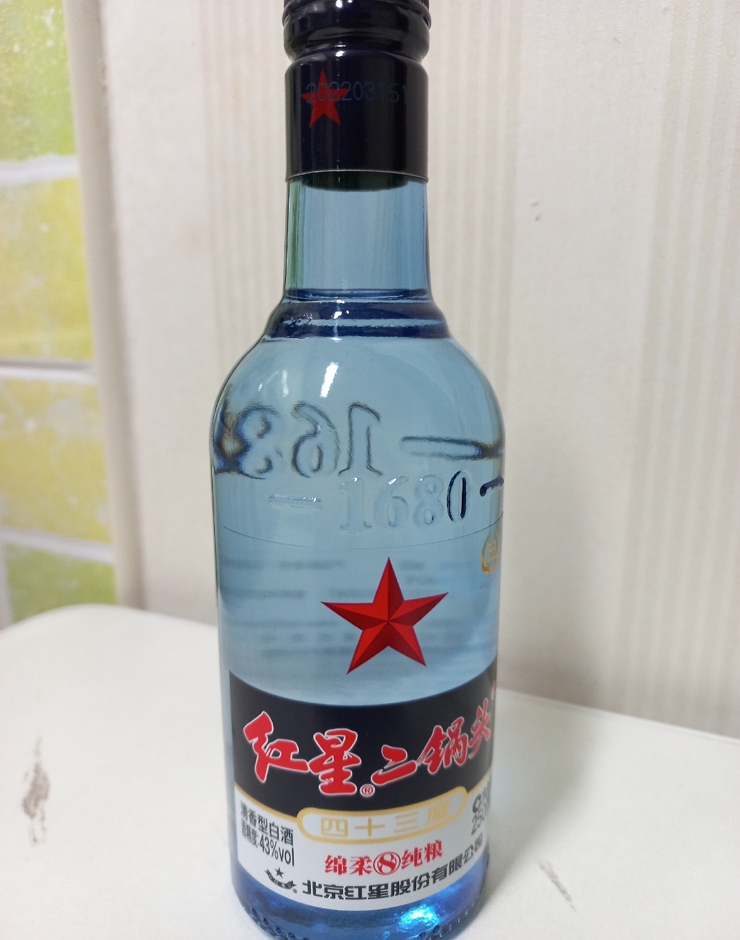 -1680-
红星二锅头
®
四十三度
清香型白酒
酒精度:43%vol
绵柔8纯粮
北京红星股份有限公司